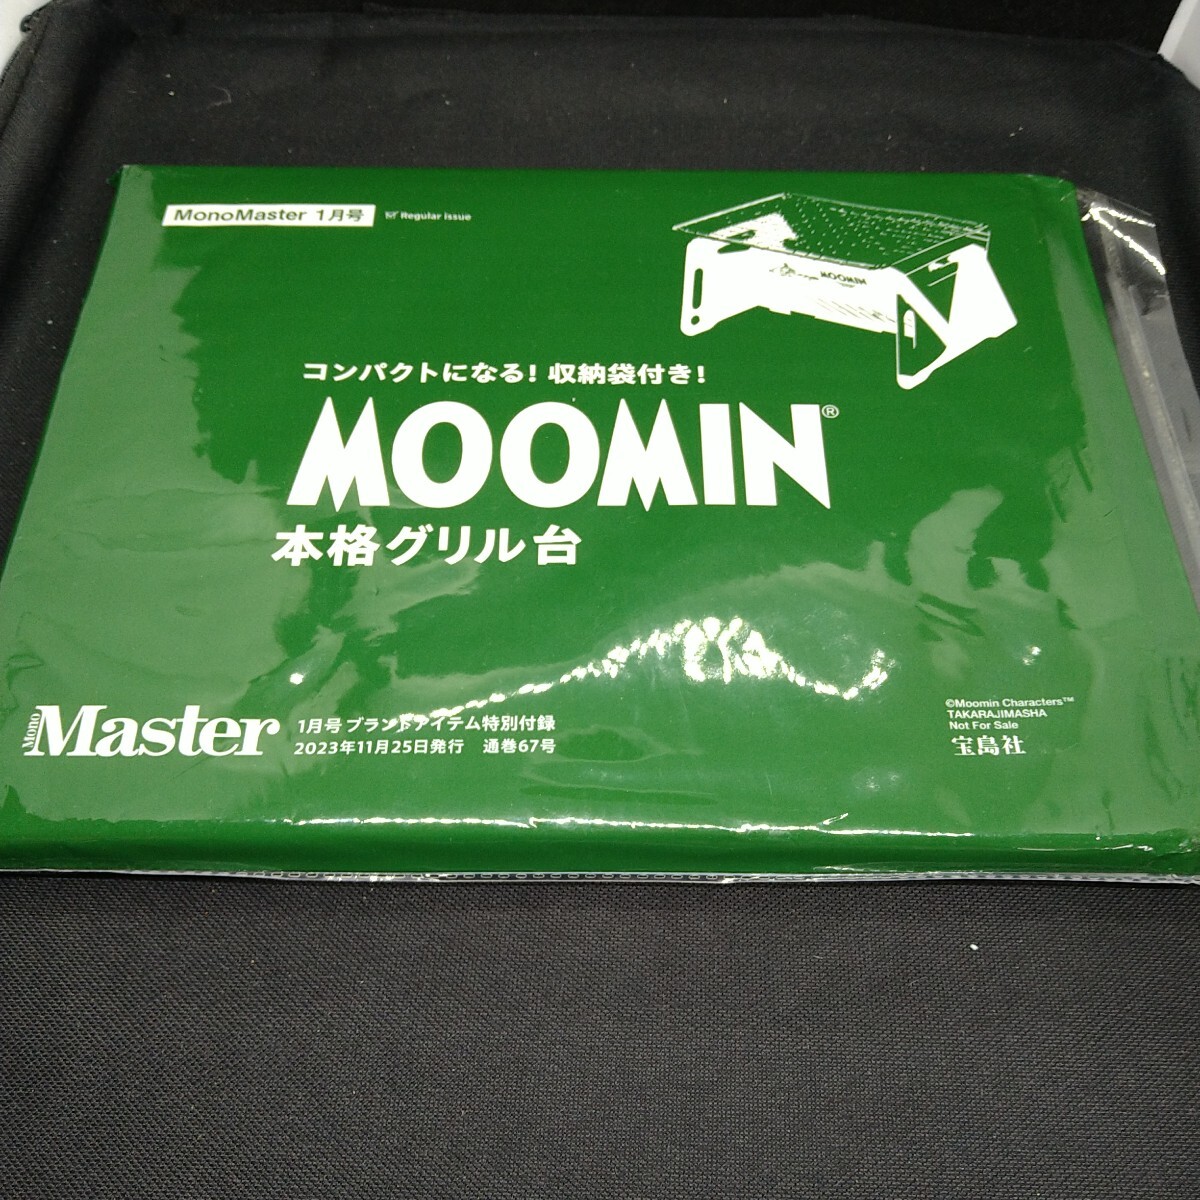 MonoMaster 1月号
Regular issue
MOOMIN
コンパクトになる!収納袋付き!
MOOMIN®
本格グリル台
Mono Master
1月号 ブランドアイテム特別付録
2023年11月25日発行 通巻67号
©Moomin Characters™
TAKARAJIMASHA
Not For Sale
宝島社